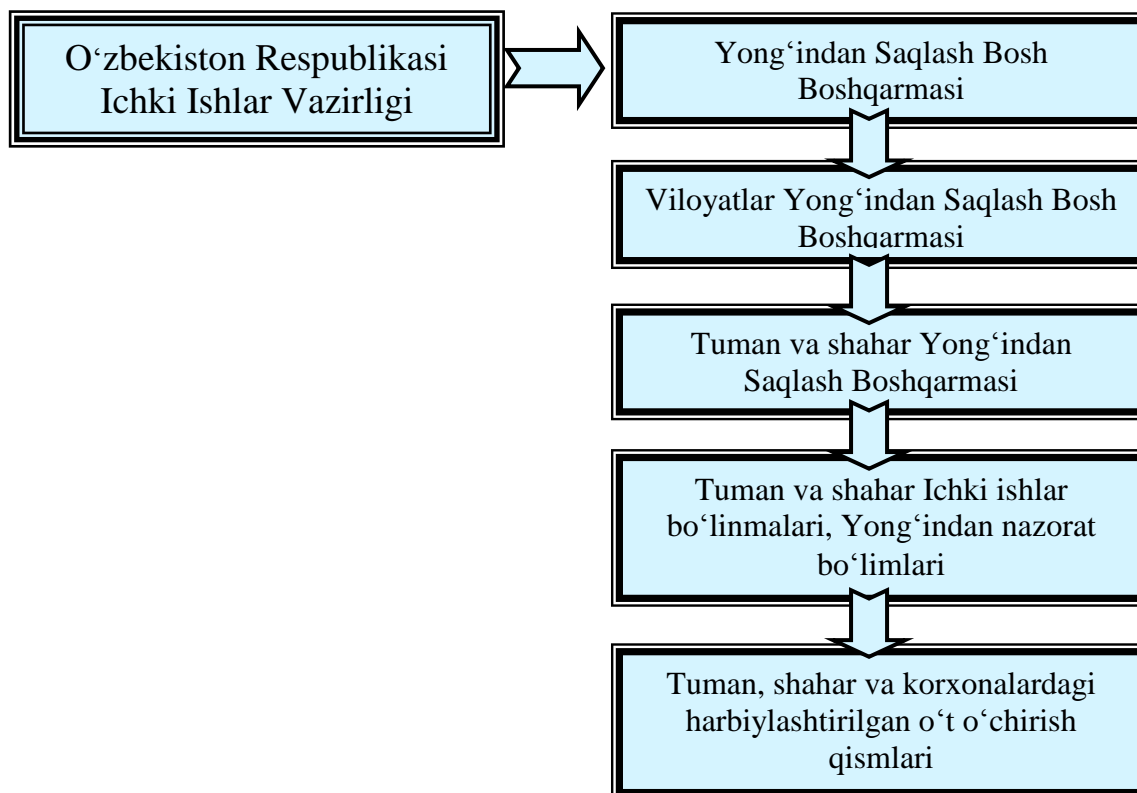 O‘zbekiston Respublikasi
Ichki Ishlar Vazirligi
Yong‘indan Saqlash Bosh
Boshqarmasi
Viloyatlar Yong‘indan Saqlash Bosh
Boshqarmasi
Tuman va shahar Yong‘indan
Saqlash Boshqarmasi
Tuman va shahar Ichki ishlar
bo‘linmalari, Yong‘indan nazorat
bo‘limlari
Tuman, shahar va korxonalardagi
harbiylashtirilgan o‘t o‘chirish
qismlari